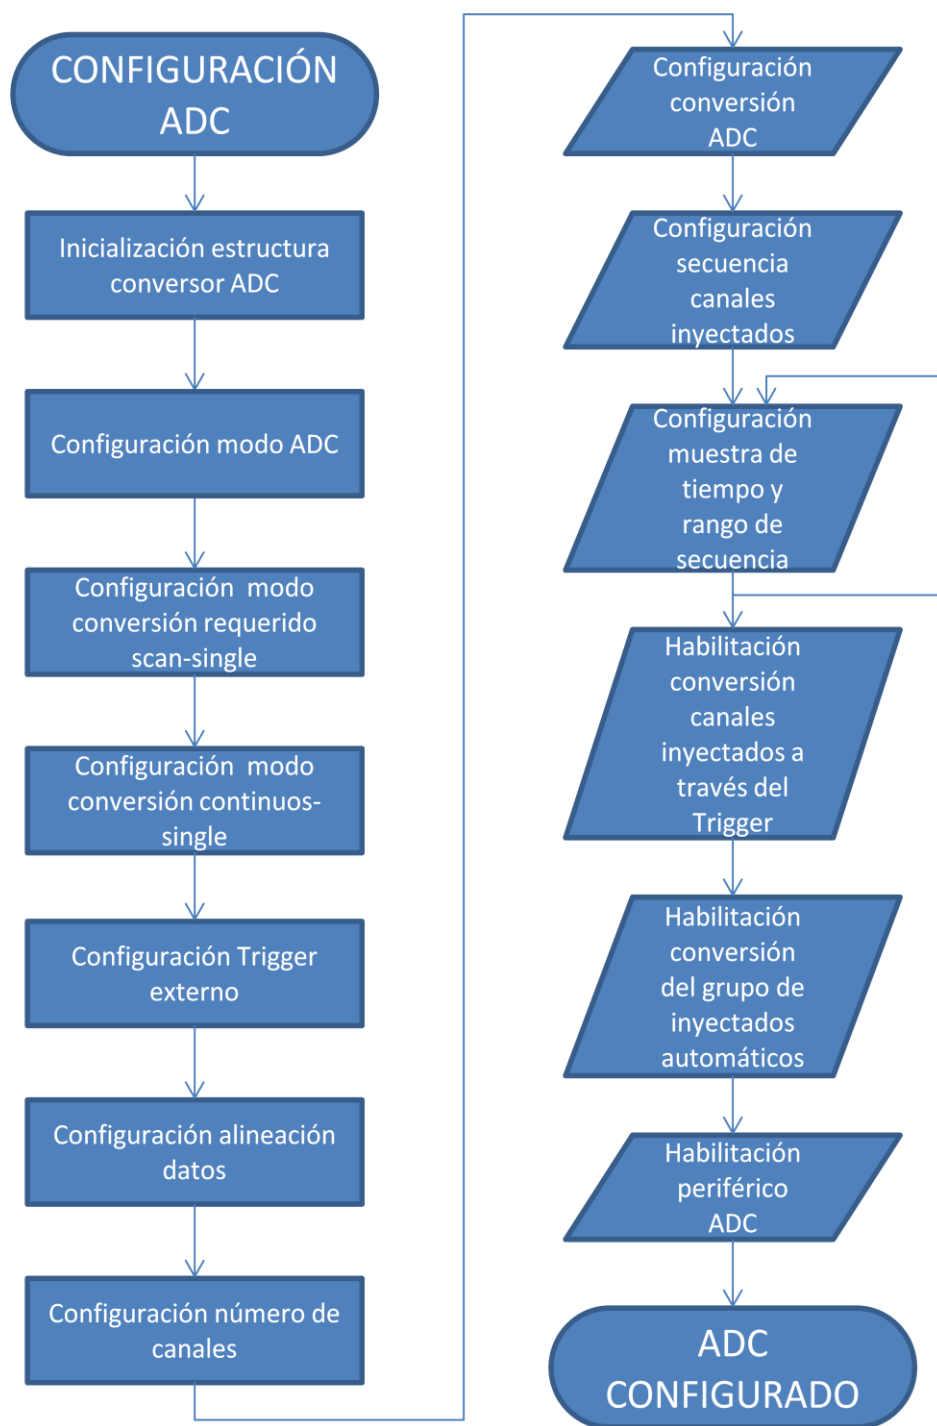 CONFIGURACIÓN
ADC
Inicialización estructura
conversor ADC
Configuración modo ADC
Configuración modo
conversión requerido
scan-single
Configuración modo
conversión continuos-
single
Configuración Trigger
externo
Configuración alineación
datos
Configuración número de
canales
Configuración
conversión
ADC
Configuración
secuencia
canales
inyectados
Configuración
muestra de
tiempo y
rango de
secuencia
Habilitación
conversión
canales
inyectados a
través del
Trigger
Habilitación
conversión
del grupo de
inyectados
automáticos
Habilitación
periférico
ADC
ADC
CONFIGURADO